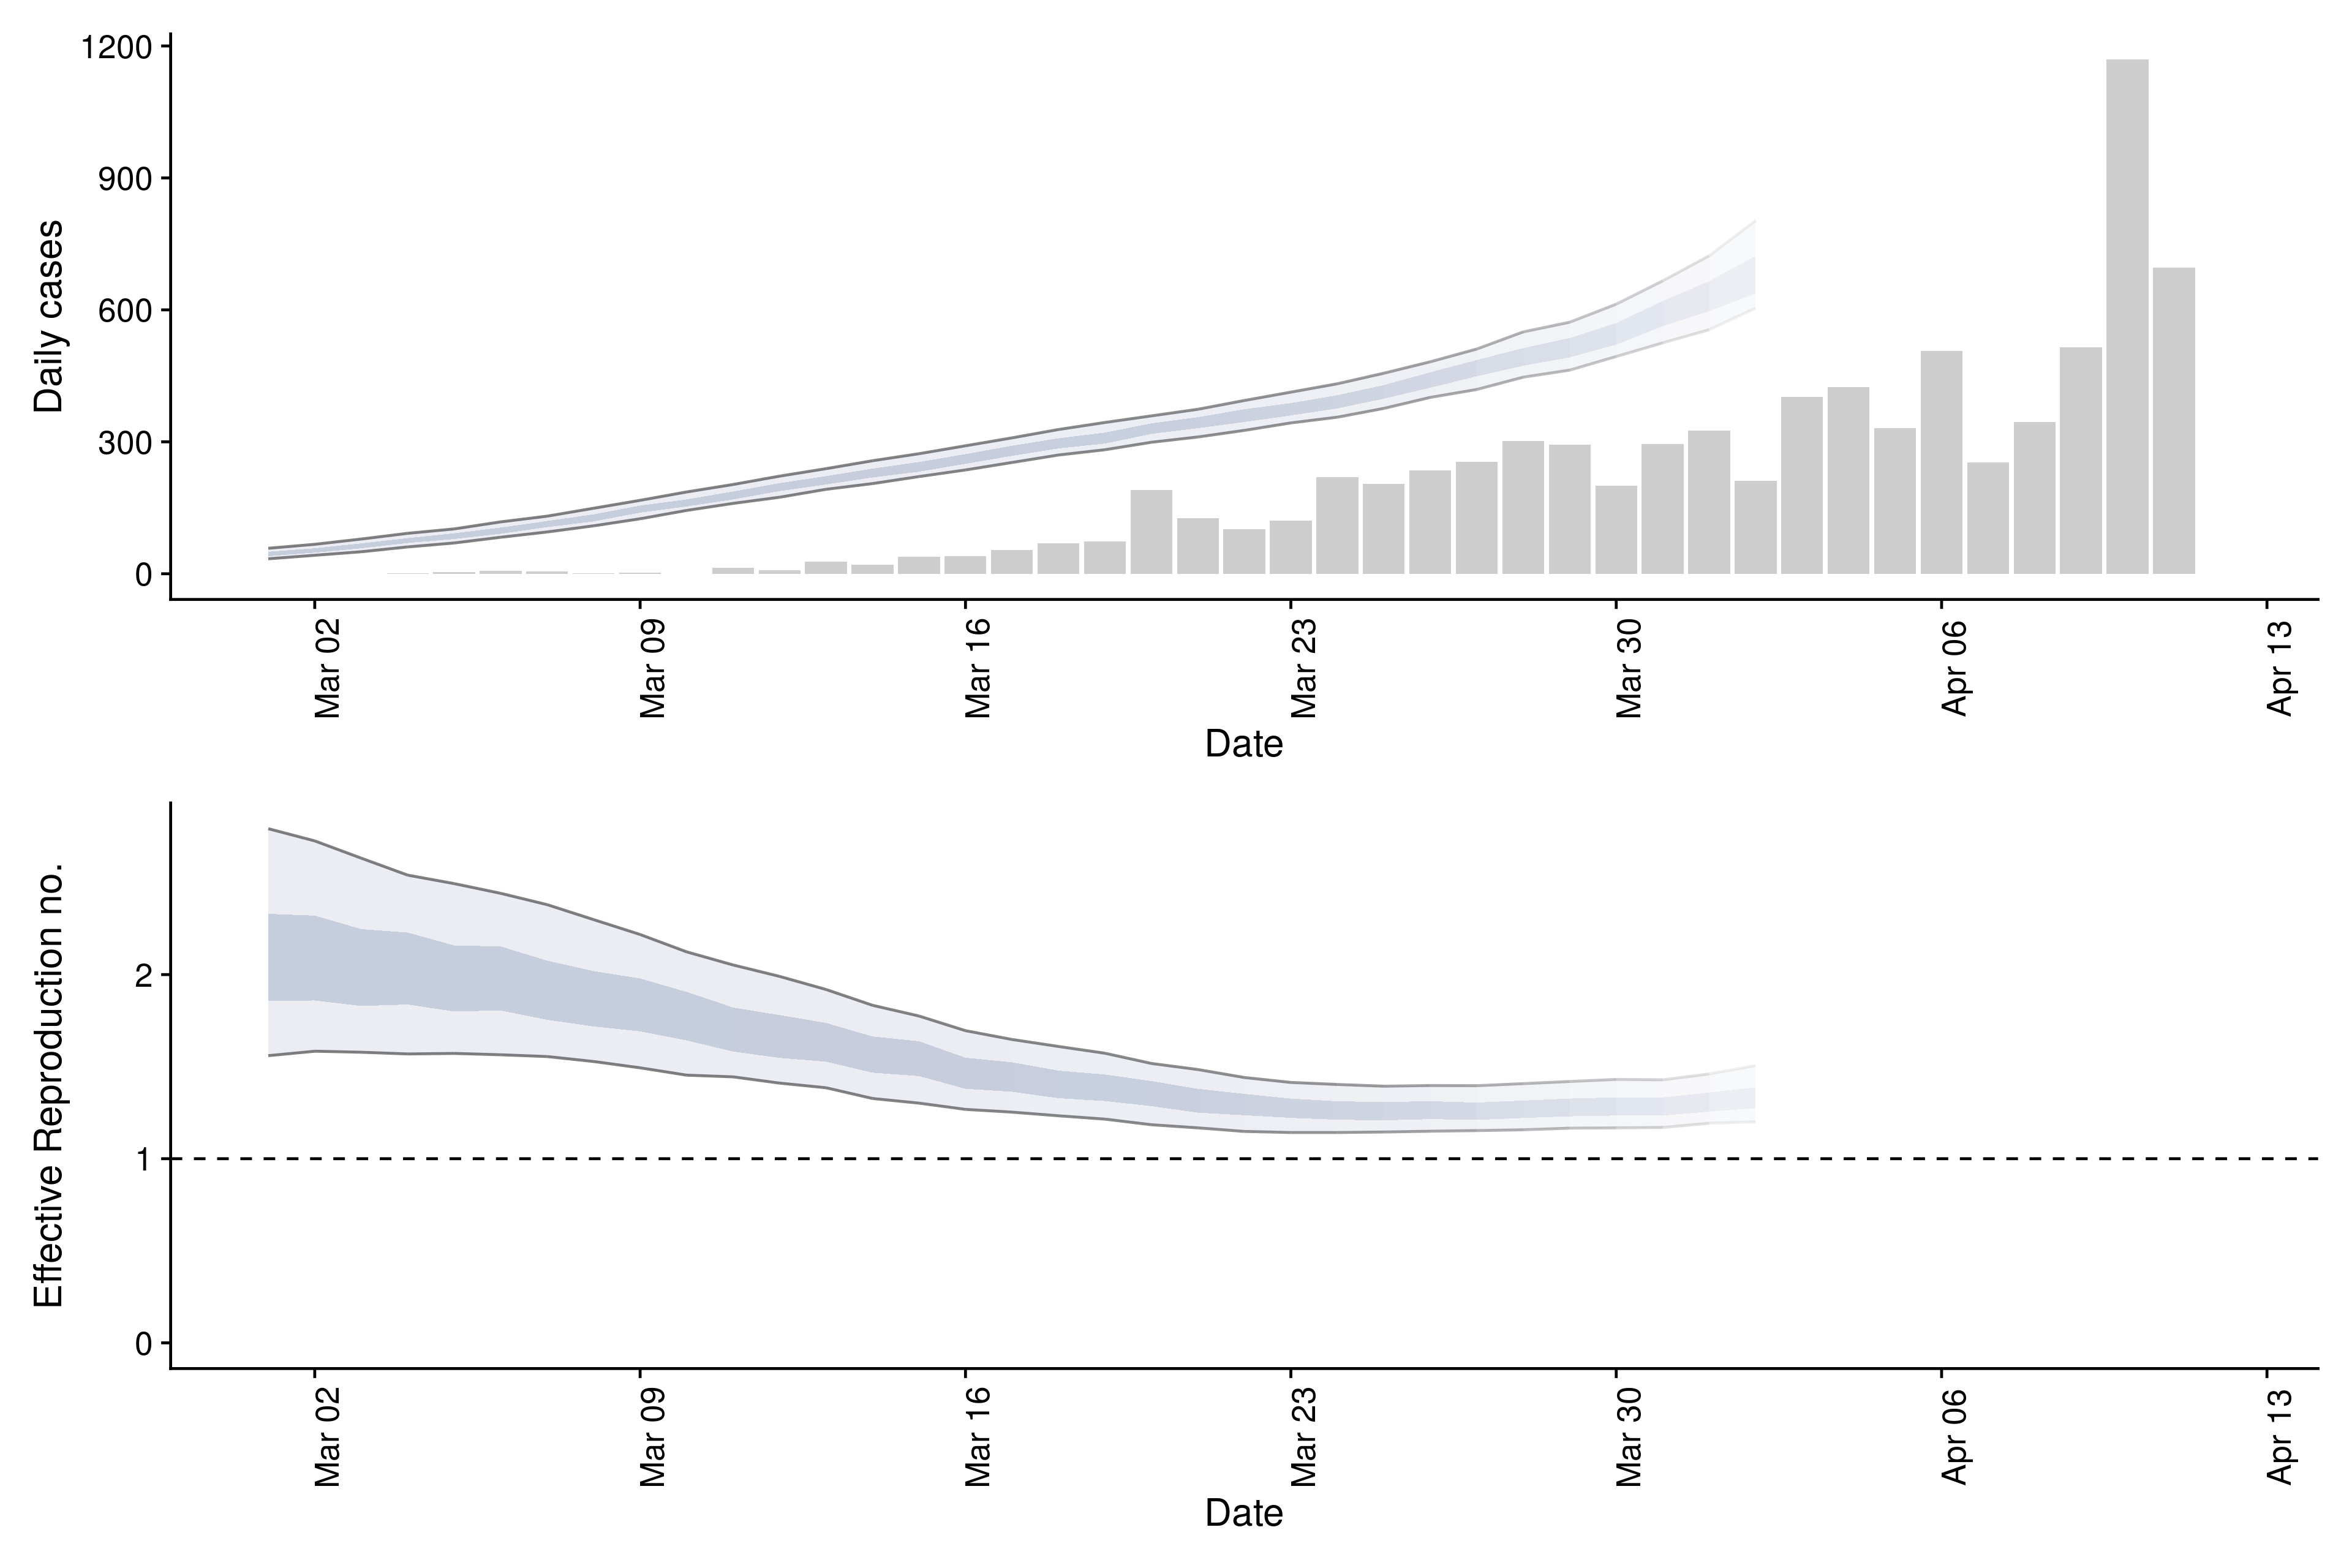 1200
900
600
300
0
Daily cases
Mar 02
Mar 09
Mar 16
Mar 23
Mar 30
Apr 06
Apr 13
Date
2
1
0
Effective Reproduction no.
Mar 02
Mar 09
Mar 16
Mar 23
Mar 30
Apr 06
Apr 13
Date